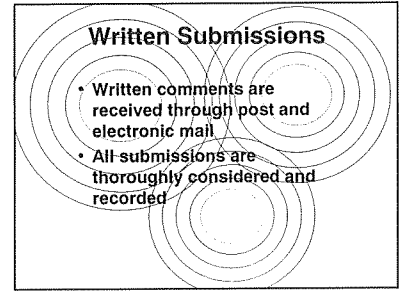 Written Submissions
• Written comments are
received through post and
electronic mail
• All submissions are
thoroughly considered and
recorded